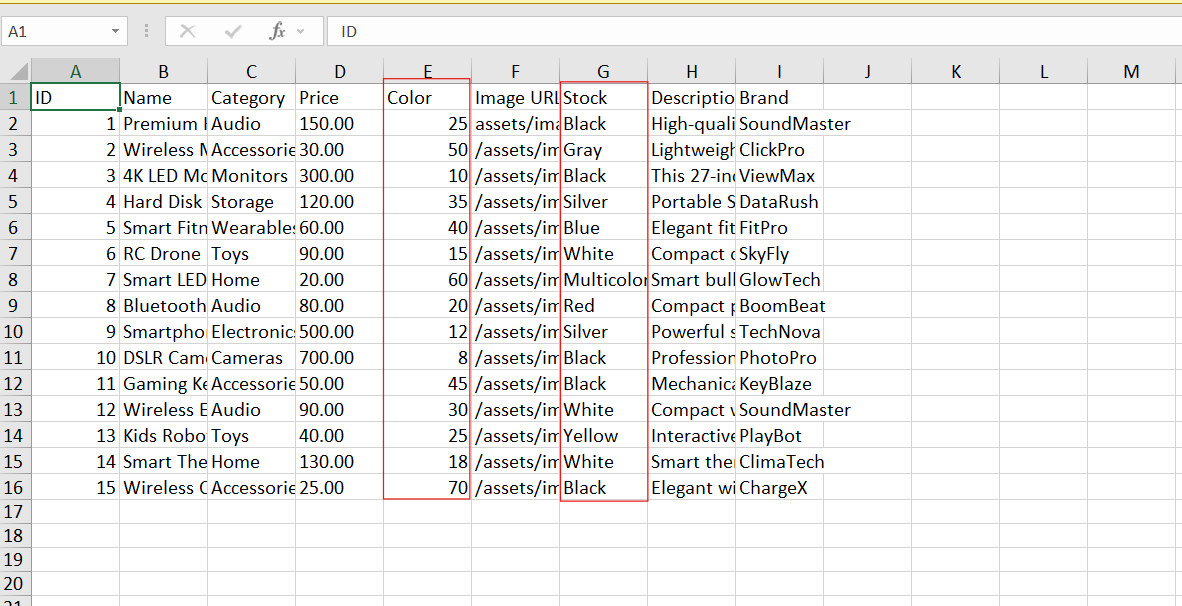 A1 fx ID
A B C D E F G H I J K L M
1 ID Name Category Price Color Image URL Stock Descriptio Brand
2 1 Premium Audio 150.00 25 assets/ima Black High-quali SoundMaster
3 2 Wireless Accessorie 30.00 50 /assets/im Gray Lightweigh ClickPro
4 3 4K LED Mo Monitors 300.00 10 /assets/im Black This 27-in ViewMax
5 4 Hard Disk Storage 120.00 35 /assets/im Silver Portable S DataRush
6 5 Smart Fitn Wearables 60.00 40 /assets/im Blue Elegant fit FitPro
7 6 RC Drone Toys 90.00 15 /assets/im White Compact SkyFly
8 7 Smart LED Home 20.00 60 /assets/im Multicolor Smart bul GlowTech
9 8 Bluetooth Audio 80.00 20 /assets/im Red Compact BoomBeat
10 9 Smartpho Electronic 500.00 12 /assets/im Silver Powerful s TechNova
11 10 DSLR Cam Cameras 700.00 8 /assets/im Black Profession PhotoPro
12 11 Gaming Ke Accessorie 50.00 45 /assets/im Black Mechanica KeyBlaze
13 12 Wireless E Audio 90.00 30 /assets/im White Compact SoundMaster
14 13 Kids Robo Toys 40.00 25 /assets/im Yellow Interactive PlayBot
15 14 Smart The Home 130.00 18 /assets/im White Smart the ClimaTech
16 15 Wireless Accessorie 25.00 70 /assets/im Black Elegant wi ChargeX
17
18
19
20
21